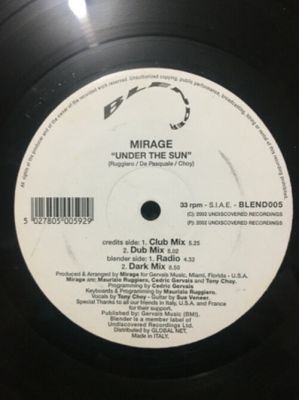 BLEND
MIRAGE
"UNDER THE SUN"
(Ruggiero / De Pasquale / Choy)
33 rpm - S.I.A.E. - BLEND005
(C): 2002 UNDISCOVERED RECORDINGS
(P): 2002 UNDISCOVERED RECORDINGS
5 027805 005929
credits side: 1. Club Mix 5.25
2. Dub Mix 8.02
blender side: 1. Radio 4.32
2. Dark Mix 8.50
Produced & Arranged by Mirage for Gervais Music, Miami, Florida - U.S.A.
Mirage are: Maurizio Ruggiero, Cedric Gervais and Tony Choy.
Programming by Cedric Gervais
Keyboards & Programming by Maurizio Ruggiero.
Vocals by Tony Choy - Guitar by Sue Veneer.
Special Thanks to all our friends in Italy, U.S.A. and France
for their support.
Published by: Gervais Music (BMI).
Blender is a member label of
Undiscovered Recordings Ltd.
Distributed by GLOBAL NET.
Made in ITALY.